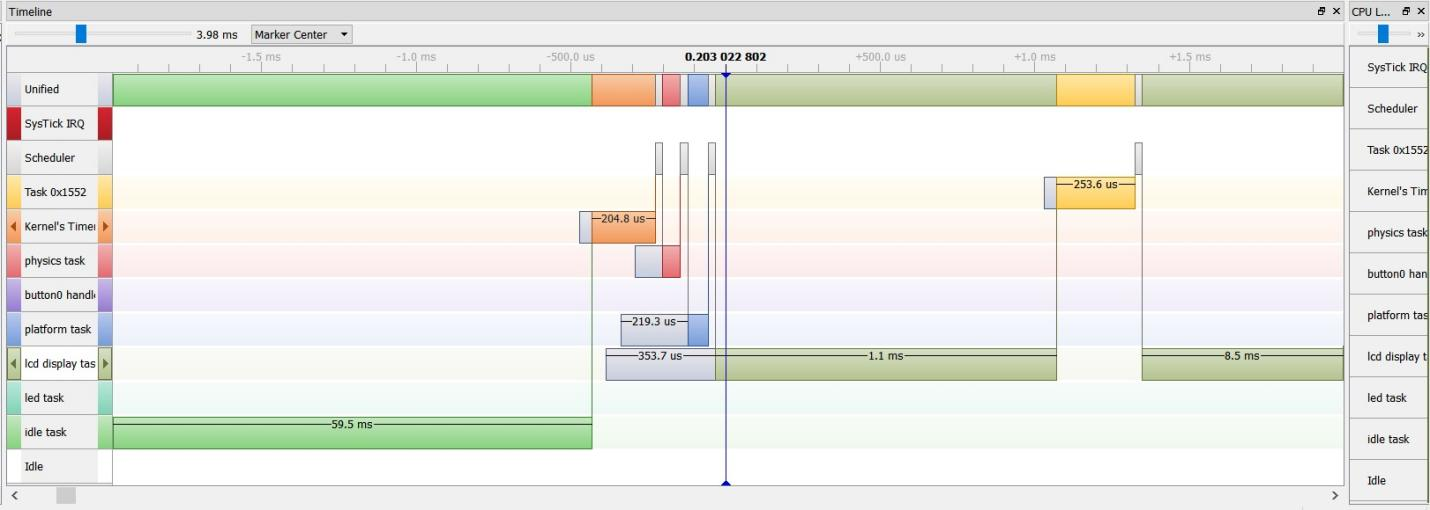 Timeline
CPU L...
3.98 ms
Marker Center
»
-1.5 ms
-1.0 ms
-500.0 us
0.203 022 802
+500.0 us
+1.0 ms
+1.5 ms
Unified
SysTick IRQ
Scheduler
Task 0x1552
253.6 us
Kernel's Timer
204.8 us
physics task
button0 handl
platform task
219.3 us
lcd display tas
353.7 us
1.1 ms
8.5 ms
led task
idle task
59.5 ms
Idle
SysTick IRQ
Scheduler
Task 0x1552
Kernel's Tim
physics task
button0 han
platform tas
lcd display t
led task
idle task
Idle